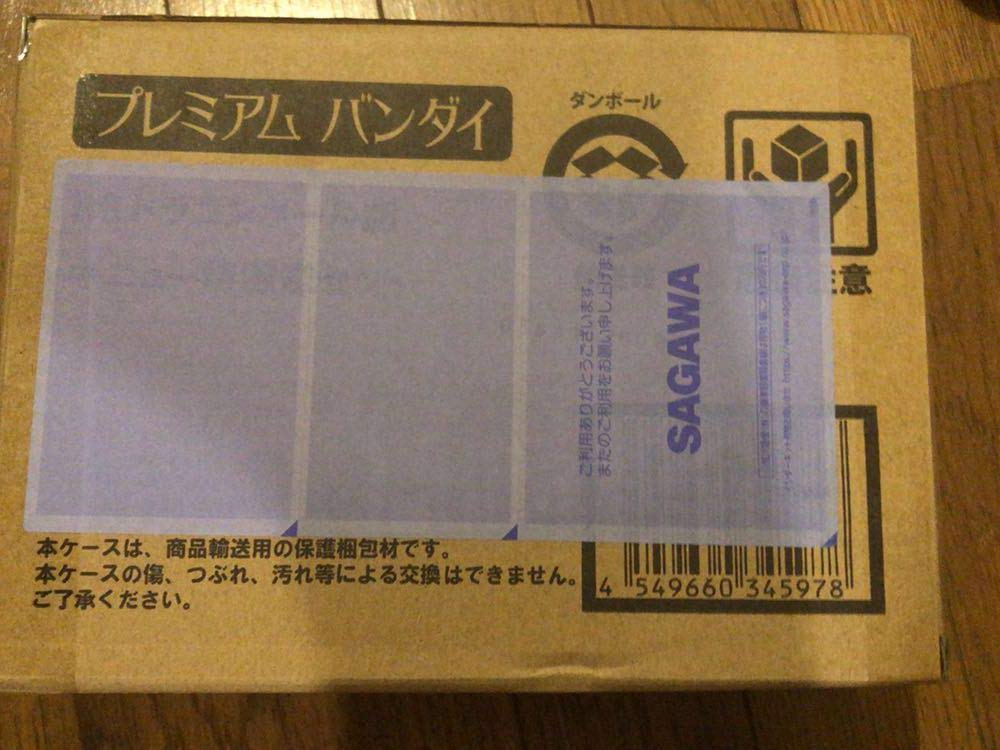 プレミアム バンダイ
ダンボール
注意
ご利用ありがとうございます。
またのご利用をお願い申し上げます。
SAGAWA
本ケースは、商品輸送用の保護梱包材です。
本ケースの傷、つぶれ、汚れ等による交換はできません。
ご了承ください。
4 549660 345978